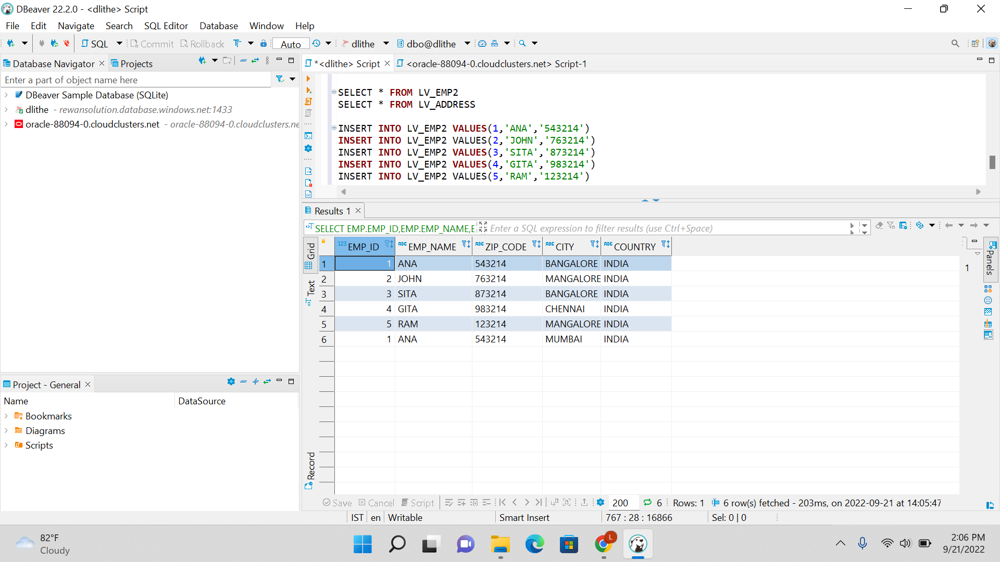 DBeaver 22.2.0 - <dlithe> Script
File Edit Navigate Search SQL Editor Database Window Help
SQL Commit Rollback Auto dlithe dbo@dlithe
Database Navigator Projects
Enter a part of object name here
DBeaver Sample Database (SQLite)
dlithe - rewansolution.database.windows.net:1433
oracle-88094-0.cloudclusters.net - oracle-88094-0.cloudclusters.ne
*<dlithe> Script <oracle-88094-0.cloudclusters.net> Script-1
SELECT * FROM LV_EMP2
SELECT * FROM LV_ADDRESS
INSERT INTO LV_EMP2 VALUES(1,'ANA','543214')
INSERT INTO LV_EMP2 VALUES(2,'JOHN','763214')
INSERT INTO LV_EMP2 VALUES(3,'SITA','873214')
INSERT INTO LV_EMP2 VALUES(4,'GITA','983214')
INSERT INTO LV_EMP2 VALUES(5,'RAM','123214')
Results 1
SELECT EMP.EMP_ID,EMP.EMP_NAME,E Enter a SQL expression to filter results (use Ctrl+Space)
Grid
Text
Record
123 EMP_ID ABC EMP_NAME ABC ZIP_CODE ABC CITY ABC COUNTRY
1 1 ANA 543214 BANGALORE INDIA
2 2 JOHN 763214 MANGALORE INDIA
3 3 SITA 873214 BANGALORE INDIA
4 4 GITA 983214 CHENNAI INDIA
5 5 RAM 123214 MANGALORE INDIA
6 1 ANA 543214 MUMBAI INDIA
1
Panels
Project - General
Name DataSource
Bookmarks
Diagrams
Scripts
Save Cancel Script 200 6 Rows: 1 6 row(s) fetched - 203ms, on 2022-09-21 at 14:05:47
IST en Writable Smart Insert 767 : 28 : 16866 Sel: 0 | 0
82°F
Cloudy
L
2:06 PM
9/21/2022